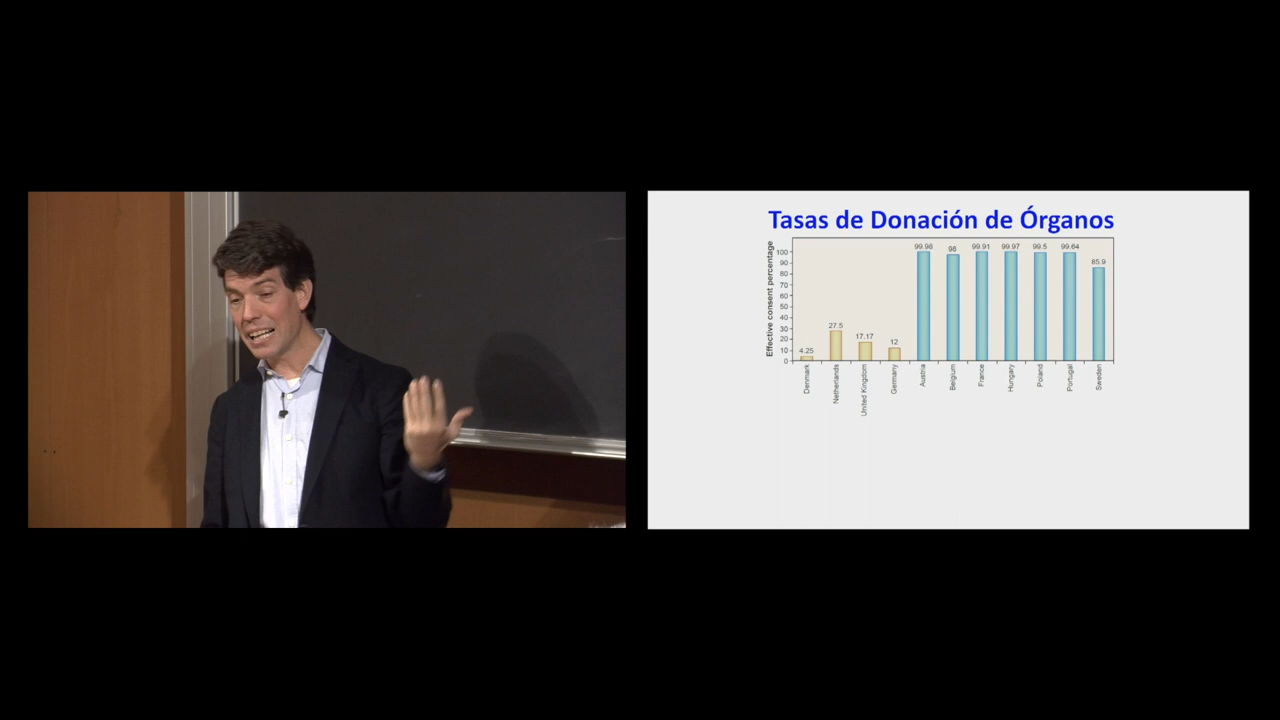 Tasas de Donación de Órganos
Effective consent percentage
100
90
80
70
60
50
40
30
20
10
0
4.25
27.5
17.17
12
99.98
98
99.91
99.97
99.5
99.64
85.9
Denmark
Netherlands
United Kingdom
Germany
Austria
Belgium
France
Hungary
Poland
Portugal
Sweden